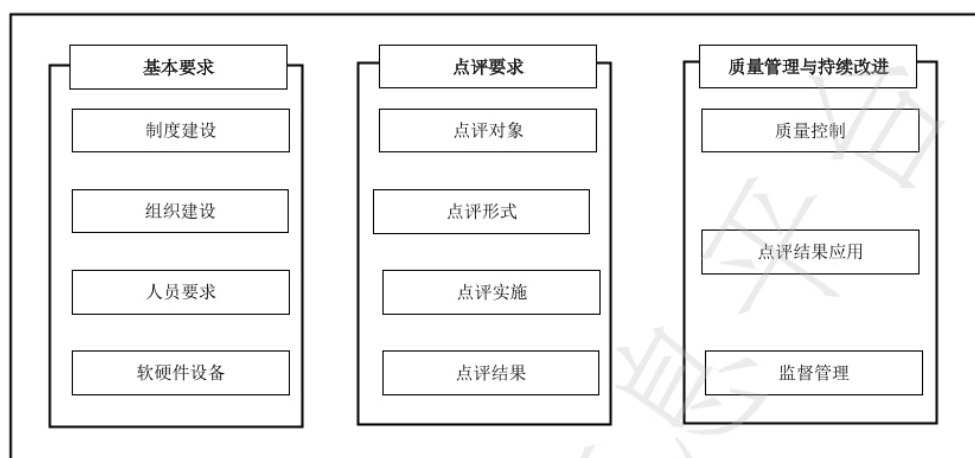 基本要求
制度建设
组织建设
人员要求
软硬件设备
点评要求
点评对象
点评形式
点评实施
点评结果
质量管理与持续改进
质量控制
点评结果应用
监督管理
息平台